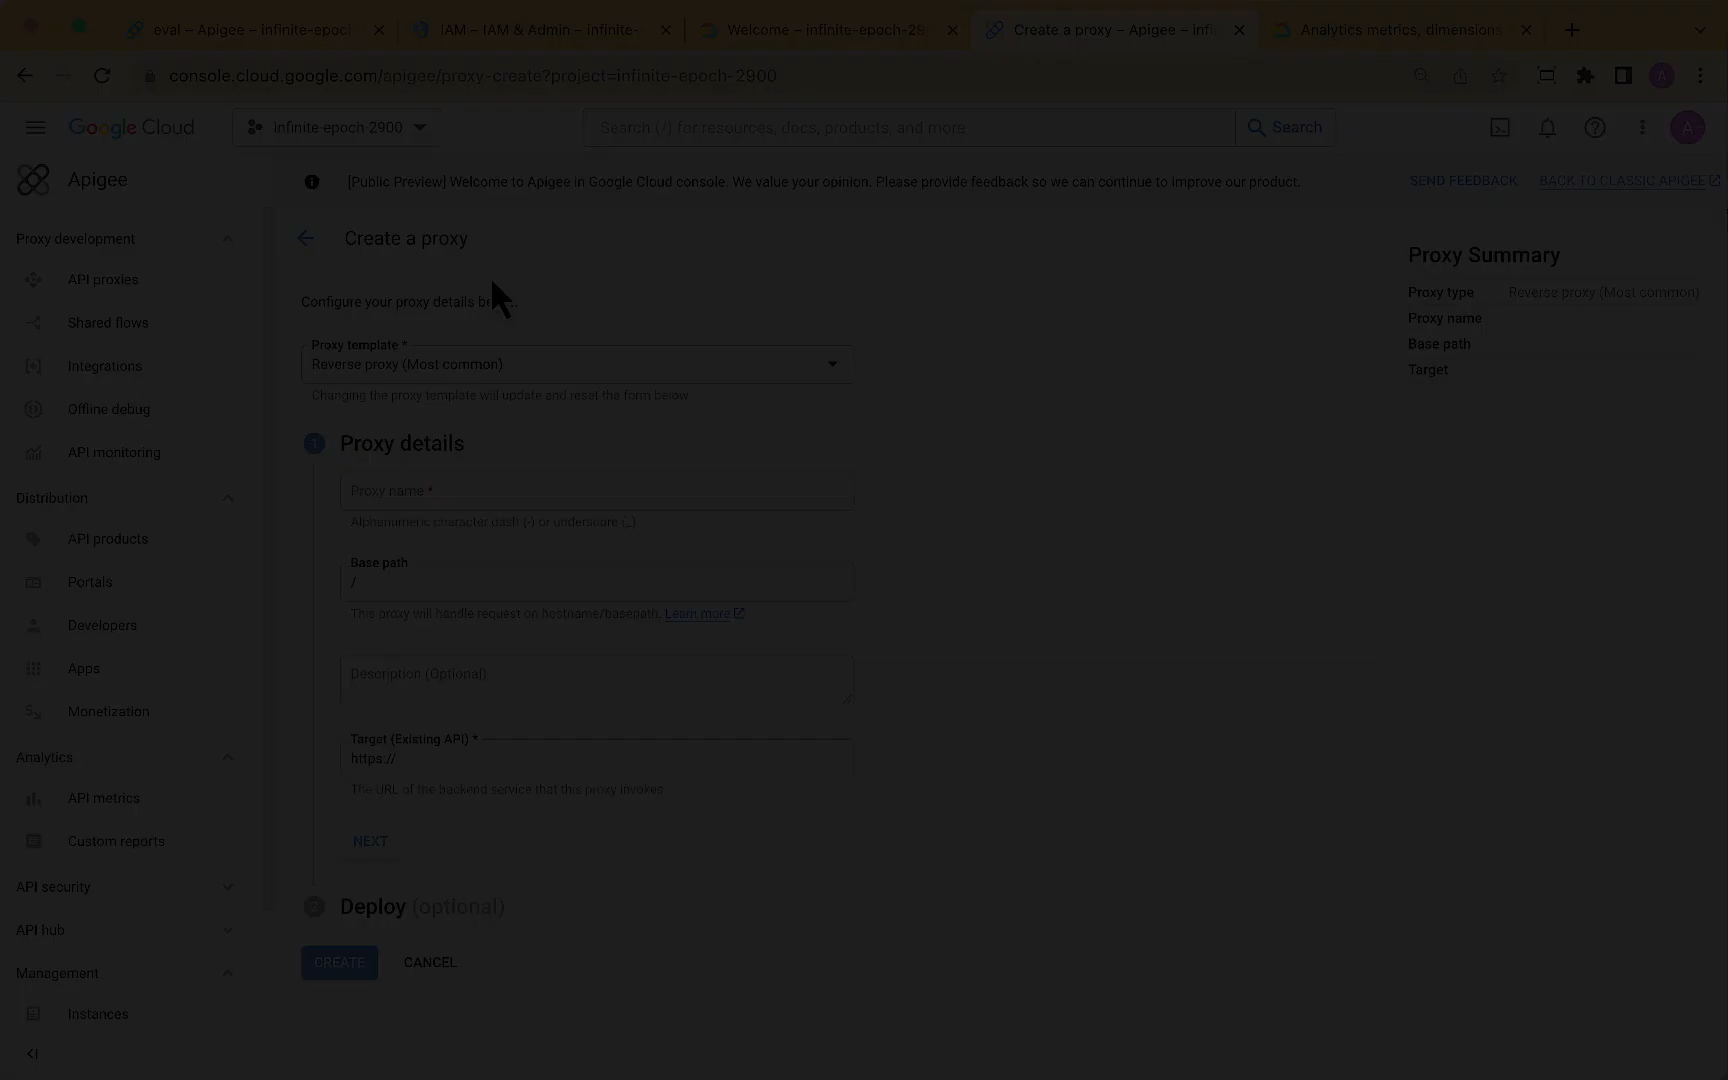 eval – Apigee – infinite-epoc
IAM – IAM & Admin – infinite-
Welcome – infinite-epoch-29
Create a proxy – Apigee – infi
Analytics metrics, dimensions
console.cloud.google.com/apigee/proxy-create?project=infinite-epoch-2900
A
Google Cloud
infinite-epoch-2900
Search (/) for resources, docs, products, and more
Search
A
Apigee
[Public Preview] Welcome to Apigee in Google Cloud console. We value your opinion. Please provide feedback so we can continue to improve our product.
SEND FEEDBACK
BACK TO CLASSIC APIGEE
Proxy development
API proxies
Shared flows
Integrations
Offline debug
API monitoring
Distribution
API products
Portals
Developers
Apps
Monetization
Analytics
API metrics
Custom reports
API security
API hub
Management
Instances
Create a proxy
Configure your proxy details
Proxy template *
Reverse proxy (Most common)
Changing the proxy template will update and reset the form below
1 Proxy details
Proxy name *
Alphanumeric character dash (-) or underscore (_)
Base path
/
This proxy will handle request on hostname/basepath. Learn more
Description (Optional)
Target (Existing API) *
https://
The URL of the backend service that this proxy invokes
NEXT
2 Deploy (optional)
CREATE
CANCEL
Proxy Summary
Proxy type Reverse proxy (Most common)
Proxy name
Base path
Target